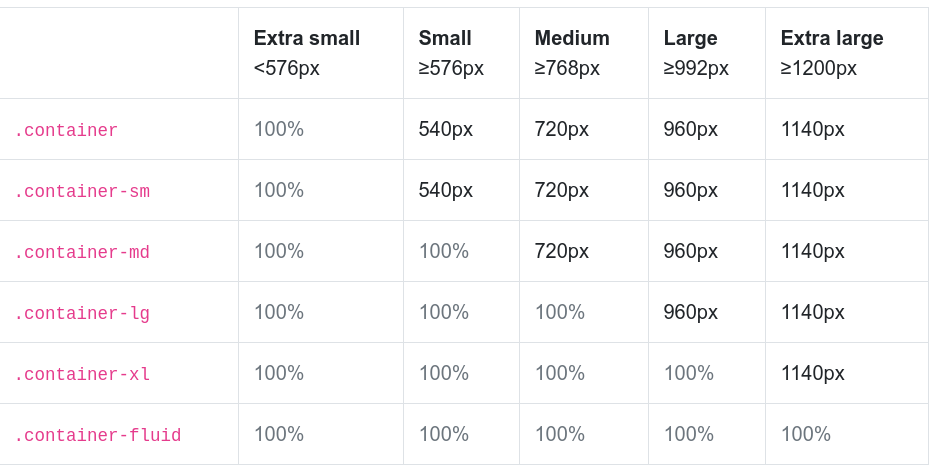 Extra small Small Medium Large Extra large
<576px ≥576px ≥768px ≥992px ≥1200px
.container 100% 540px 720px 960px 1140px
.container-sm 100% 540px 720px 960px 1140px
.container-md 100% 100% 720px 960px 1140px
.container-lg 100% 100% 100% 960px 1140px
.container-xl 100% 100% 100% 100% 1140px
.container-fluid 100% 100% 100% 100% 100%